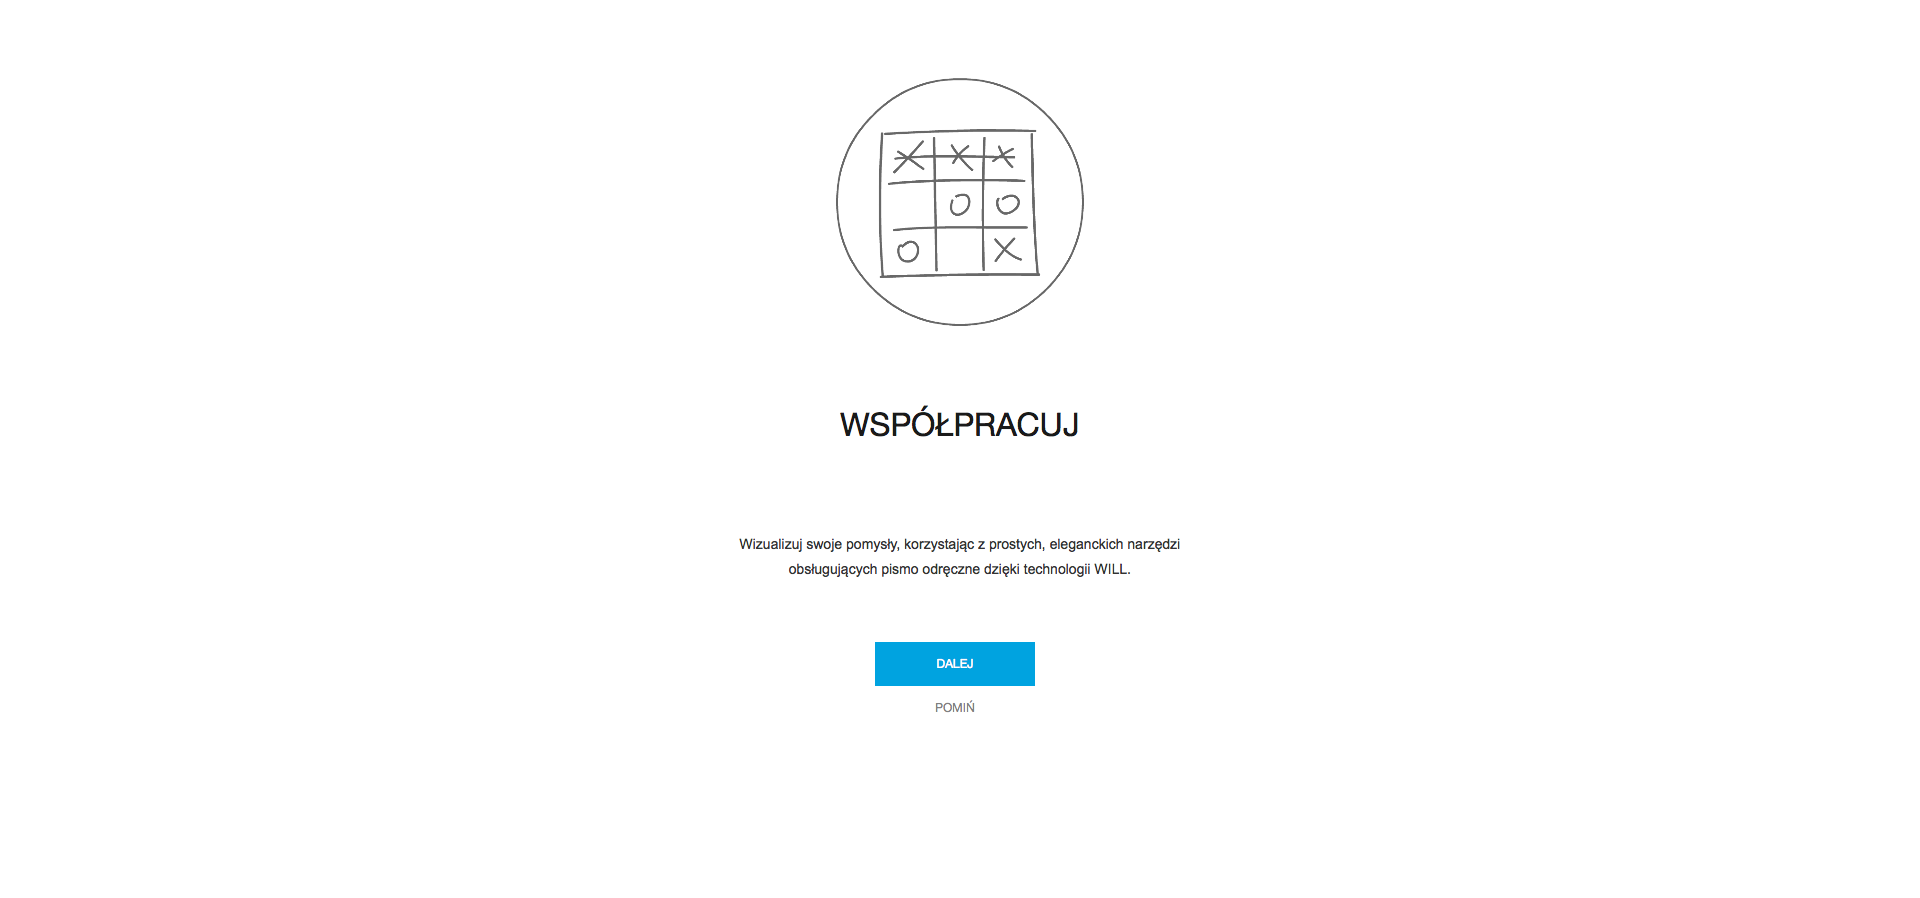 X X X
O O
O X
WSPÓŁPRACUJ
Wizualizuj swoje pomysły, korzystając z prostych, eleganckich narzędzi
obsługujących pismo odręczne dzięki technologii WILL.
DALEJ
POMIŃ